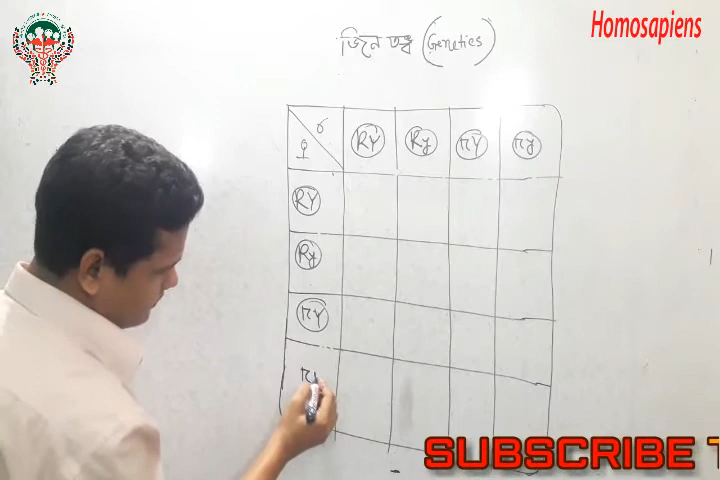 Homosapiens
জিন তত্ত্ব (Genetics)
♂ RY Ry rY ry
♀
RY
Ry
rY
r
SUBSCRIBE T